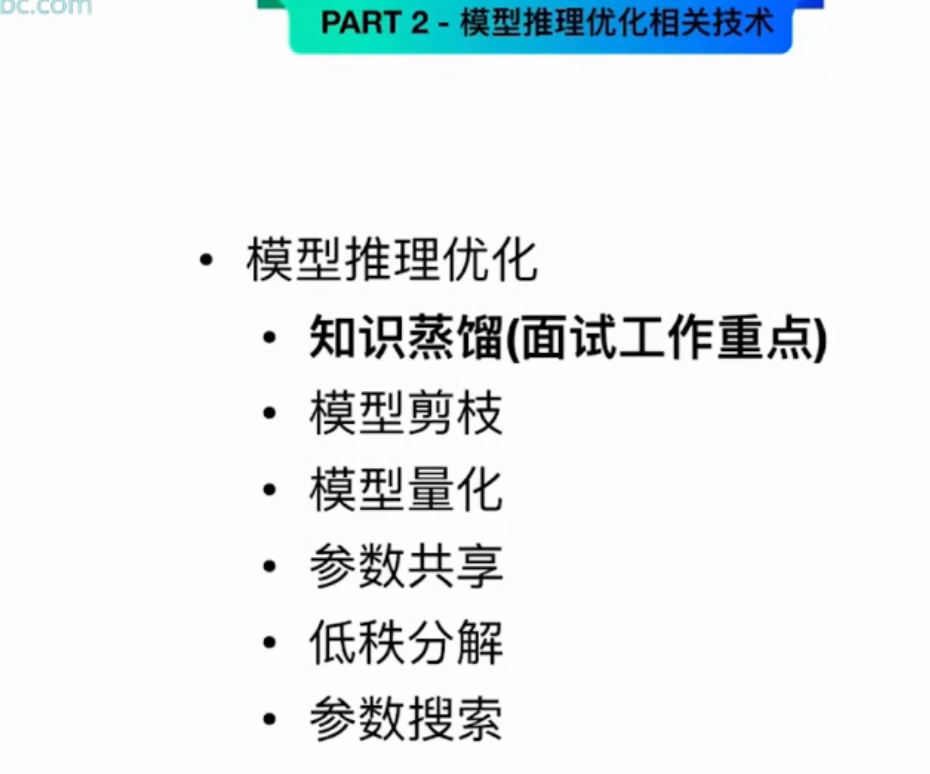 bc.com
PART 2 - 模型推理优化相关技术
• 模型推理优化
• 知识蒸馏(面试工作重点)
• 模型剪枝
• 模型量化
• 参数共享
• 低秩分解
• 参数搜索